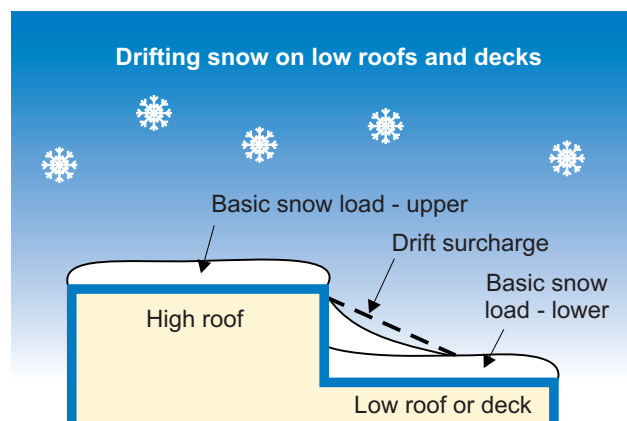 Drifting snow on low roofs and decks
Basic snow load - upper
Drift surcharge
Basic snow
load - lower
High roof
Low roof or deck